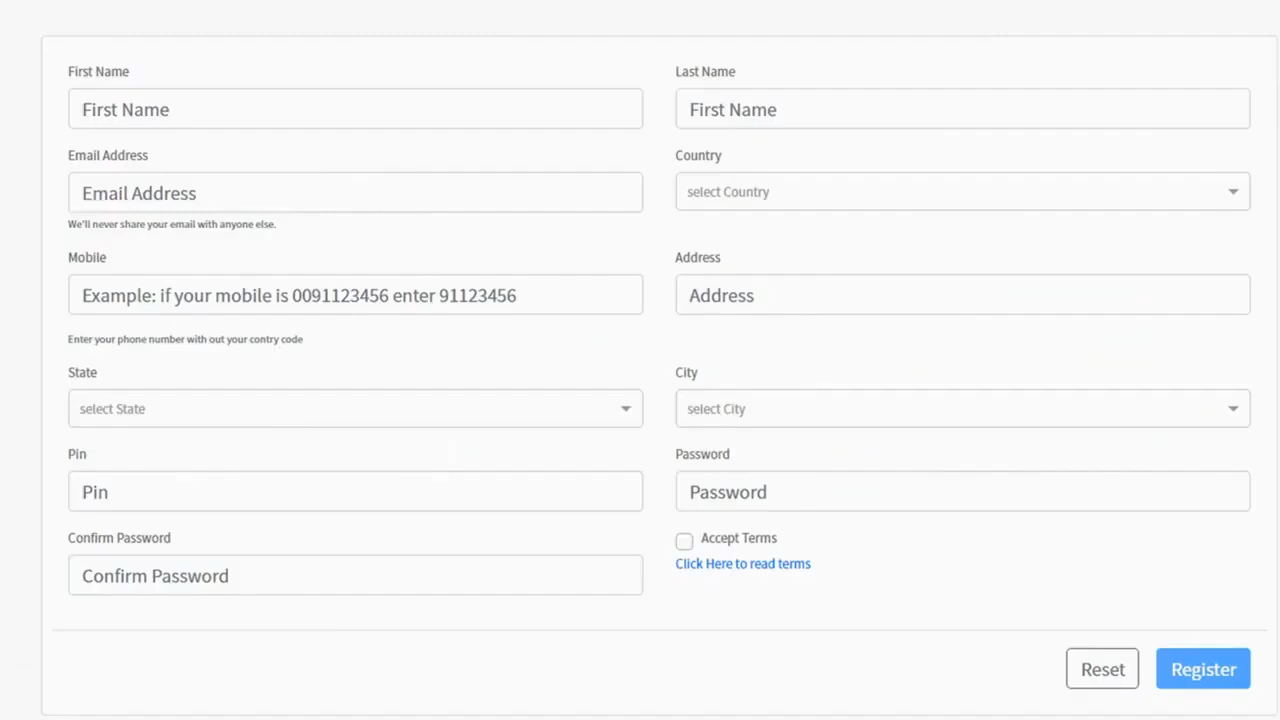 First Name
Last Name
First Name
First Name
Email Address
Country
Email Address
select Country
We'll never share your email with anyone else.
Mobile
Address
Example: if your mobile is 0091123456 enter 91123456
Address
Enter your phone number with out your contry code
State
City
select State
select City
Pin
Password
Pin
Password
Confirm Password
Accept Terms
Click Here to read terms
Confirm Password
Reset
Register